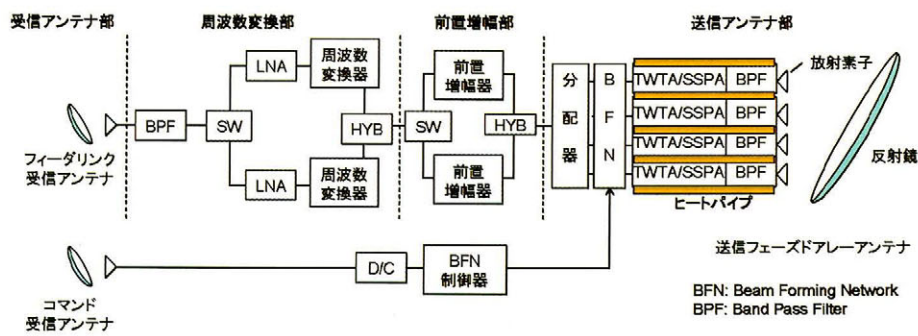 受信アンテナ部
周波数変換部
前置増幅部
送信アンテナ部
フィーダリンク
受信アンテナ
BPF
SW
LNA
周波数
変換器
LNA
周波数
変換器
HYB
SW
前置
増幅器
前置
増幅器
HYB
分
配
器
B
F
N
TWTA/SSPA BPF
TWTA/SSPA BPF
TWTA/SSPA BPF
TWTA/SSPA BPF
ヒートパイプ
放射素子
反射鏡
送信フェーズドアレーアンテナ
コマンド
受信アンテナ
D/C
BFN
制御器
BFN: Beam Forming Network
BPF: Band Pass Filter